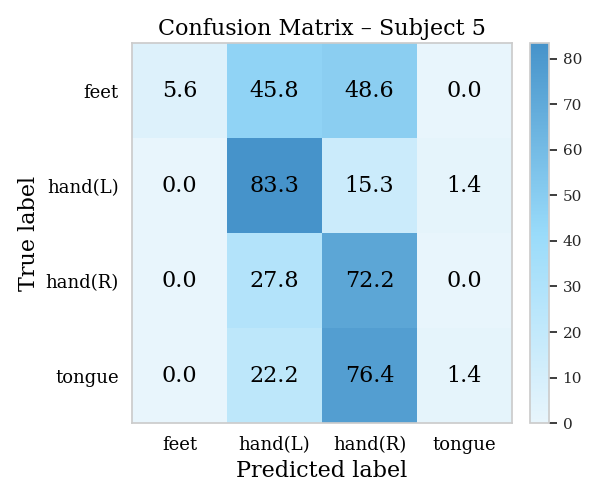 Confusion Matrix – Subject 5
feet 5.6 45.8 48.6 0.0
hand(L) 0.0 83.3 15.3 1.4
hand(R) 0.0 27.8 72.2 0.0
tongue 0.0 22.2 76.4 1.4
feet hand(L) hand(R) tongue
Predicted label
True label
80
70
60
50
40
30
20
10
0